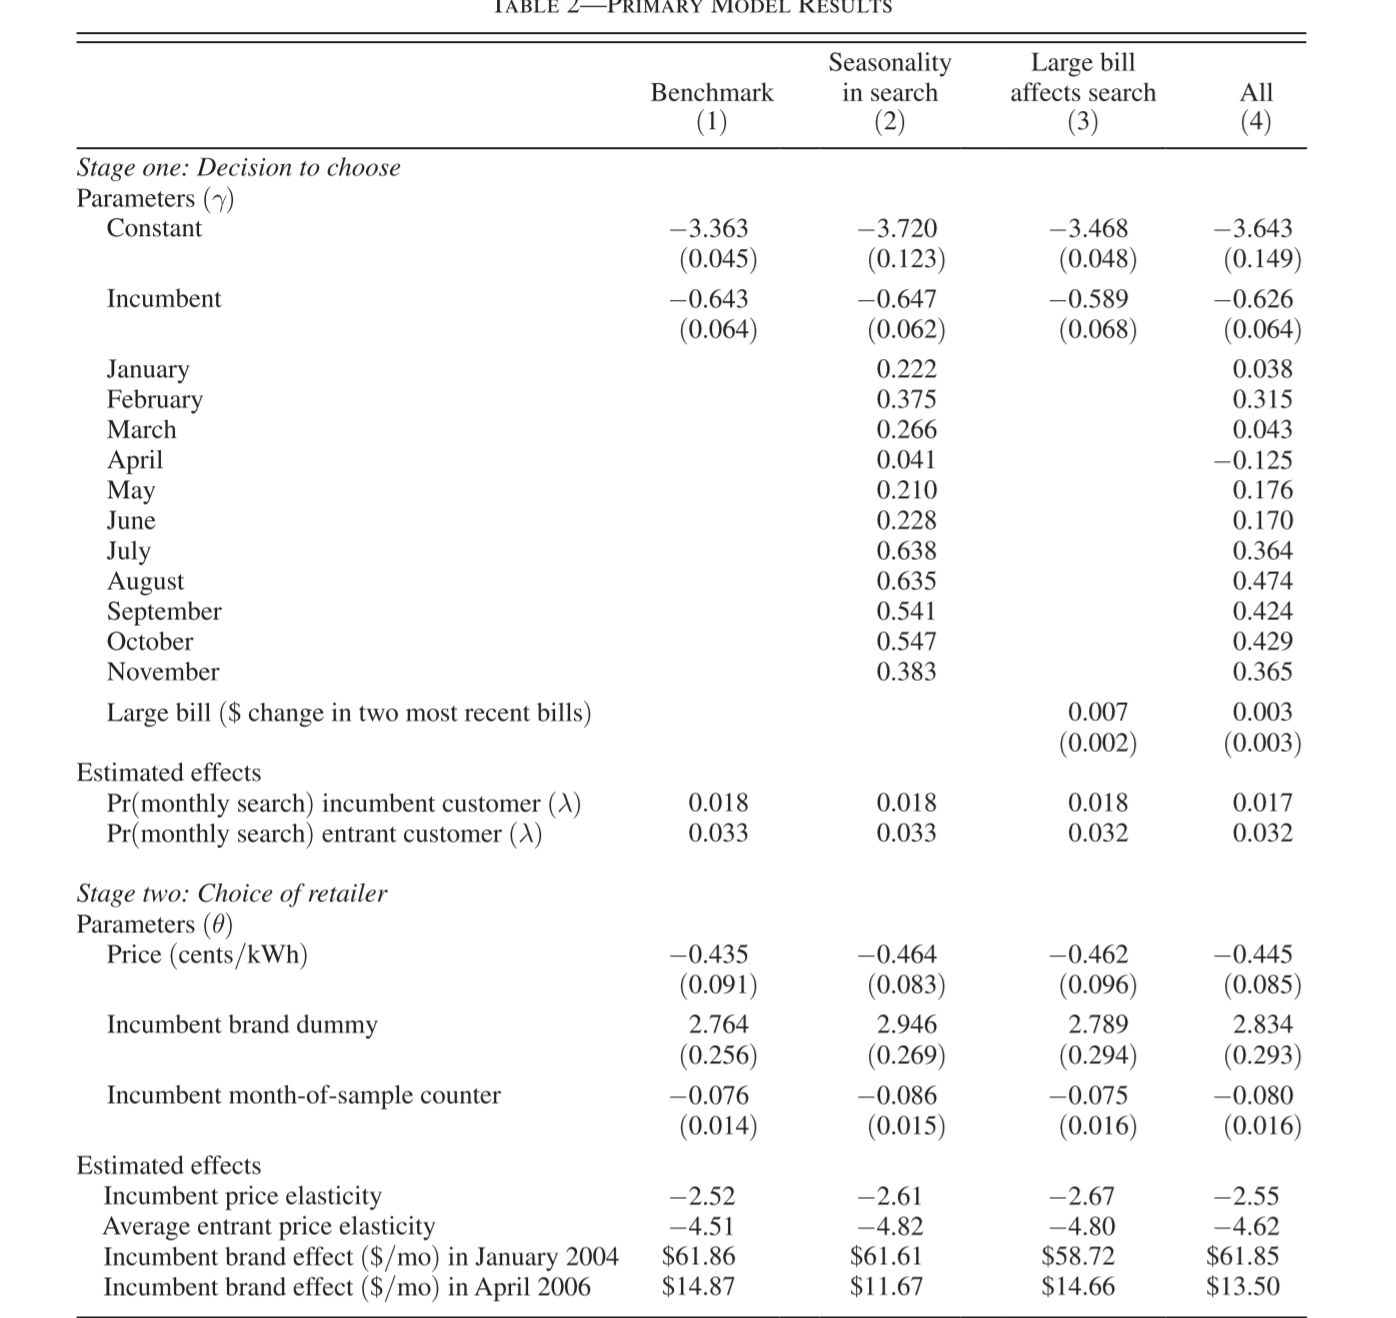 TABLE 2—PRIMARY MODEL RESULTS
Seasonality Large bill
Benchmark in search affects search All
(1) (2) (3) (4)
Stage one: Decision to choose
Parameters (γ)
Constant −3.363 −3.720 −3.468 −3.643
(0.045) (0.123) (0.048) (0.149)
Incumbent −0.643 −0.647 −0.589 −0.626
(0.064) (0.062) (0.068) (0.064)
January 0.222 0.038
February 0.375 0.315
March 0.266 0.043
April 0.041 −0.125
May 0.210 0.176
June 0.228 0.170
July 0.638 0.364
August 0.635 0.474
September 0.541 0.424
October 0.547 0.429
November 0.383 0.365
Large bill ($ change in two most recent bills) 0.007 0.003
(0.002) (0.003)
Estimated effects
Pr(monthly search) incumbent customer (λ) 0.018 0.018 0.018 0.017
Pr(monthly search) entrant customer (λ) 0.033 0.033 0.032 0.032
Stage two: Choice of retailer
Parameters (θ)
Price (cents/kWh) −0.435 −0.464 −0.462 −0.445
(0.091) (0.083) (0.096) (0.085)
Incumbent brand dummy 2.764 2.946 2.789 2.834
(0.256) (0.269) (0.294) (0.293)
Incumbent month-of-sample counter −0.076 −0.086 −0.075 −0.080
(0.014) (0.015) (0.016) (0.016)
Estimated effects
Incumbent price elasticity −2.52 −2.61 −2.67 −2.55
Average entrant price elasticity −4.51 −4.82 −4.80 −4.62
Incumbent brand effect ($/mo) in January 2004 $61.86 $61.61 $58.72 $61.85
Incumbent brand effect ($/mo) in April 2006 $14.87 $11.67 $14.66 $13.50